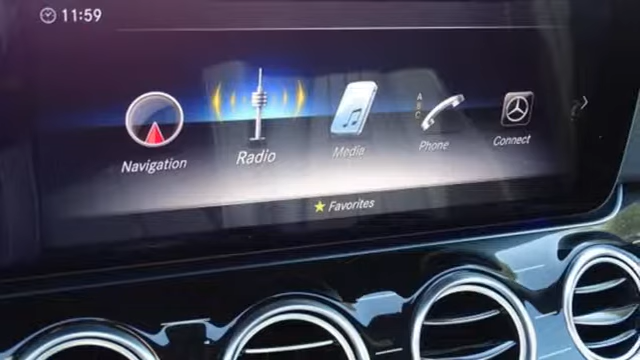 11:59
Navigation
Radio
Media
A
B
C
Phone
Connect
Favorites